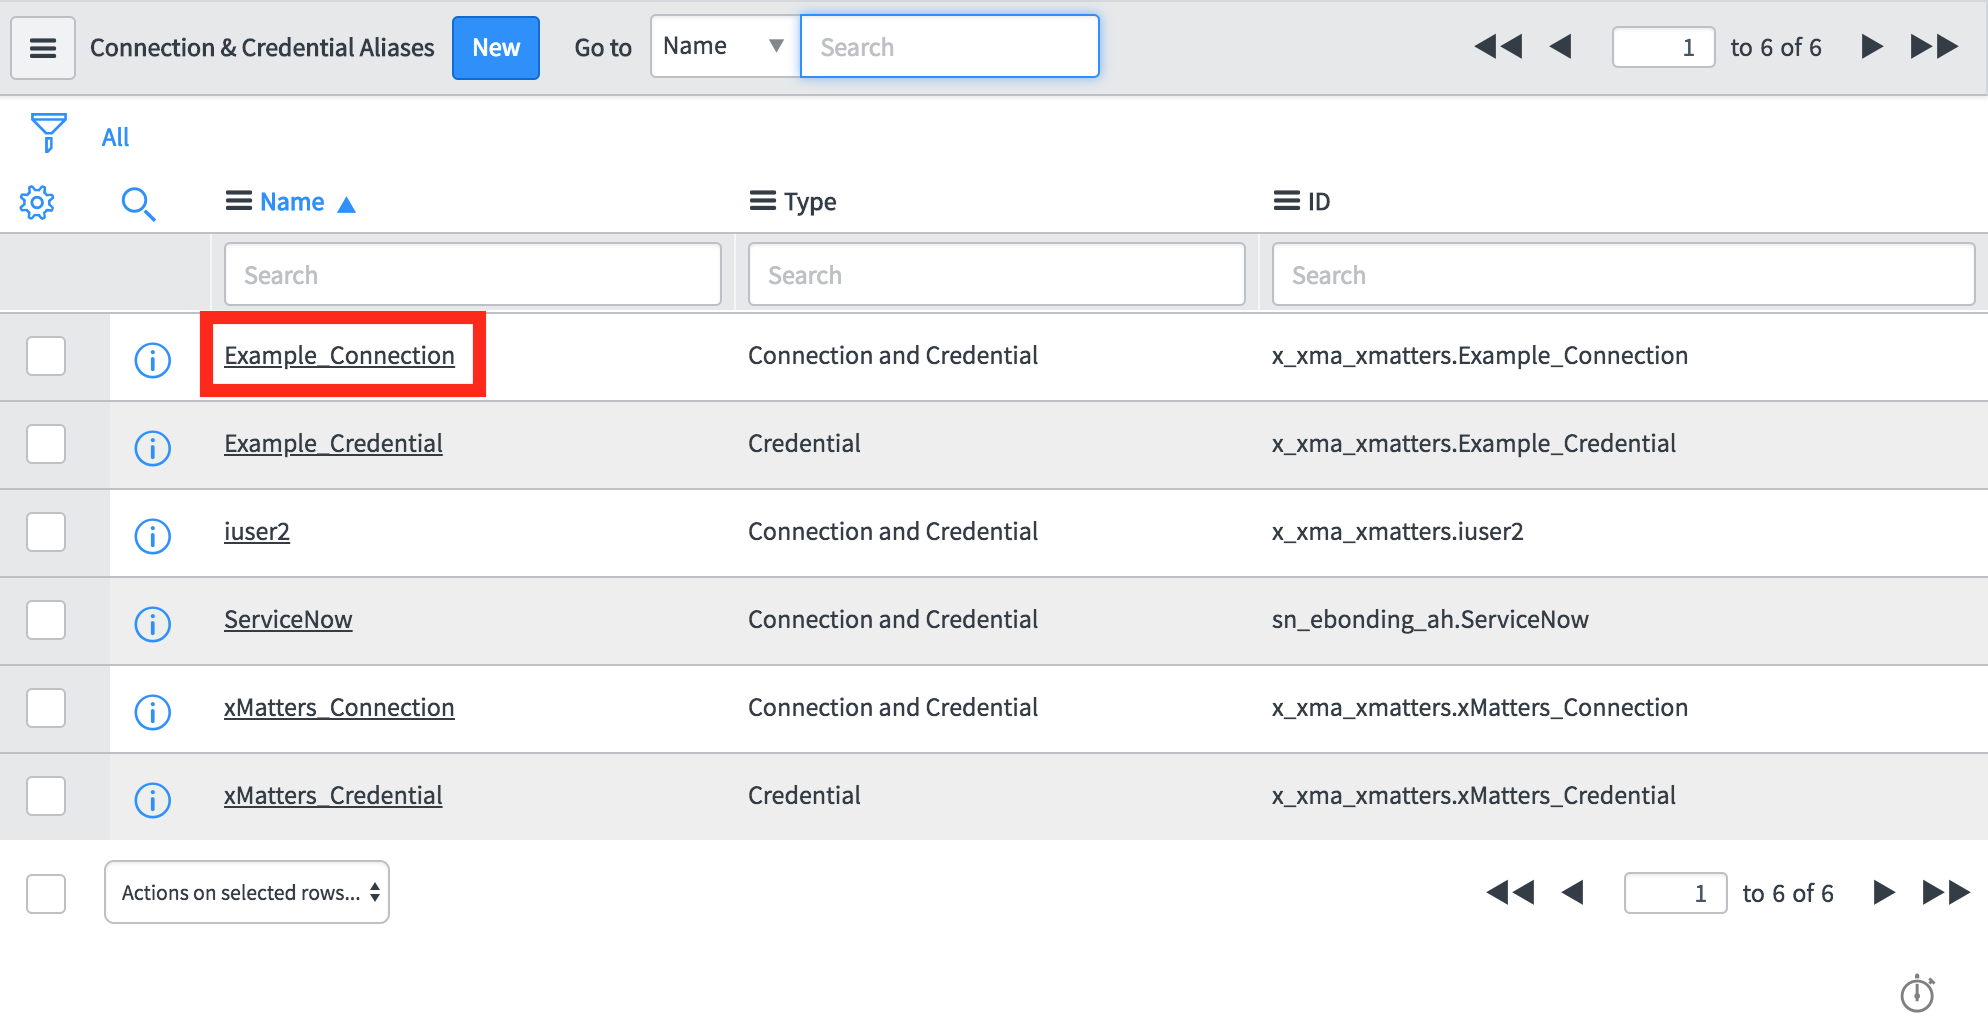 Connection & Credential Aliases New Go to Name Search 1 to 6 of 6
All
Name Type ID
Search Search Search
Example_Connection Connection and Credential x_xma_xmatters.Example_Connection
Example_Credential Credential x_xma_xmatters.Example_Credential
iuser2 Connection and Credential x_xma_xmatters.iuser2
ServiceNow Connection and Credential sn_ebonding_ah.ServiceNow
xMatters_Connection Connection and Credential x_xma_xmatters.xMatters_Connection
xMatters_Credential Credential x_xma_xmatters.xMatters_Credential
Actions on selected rows... 1 to 6 of 6